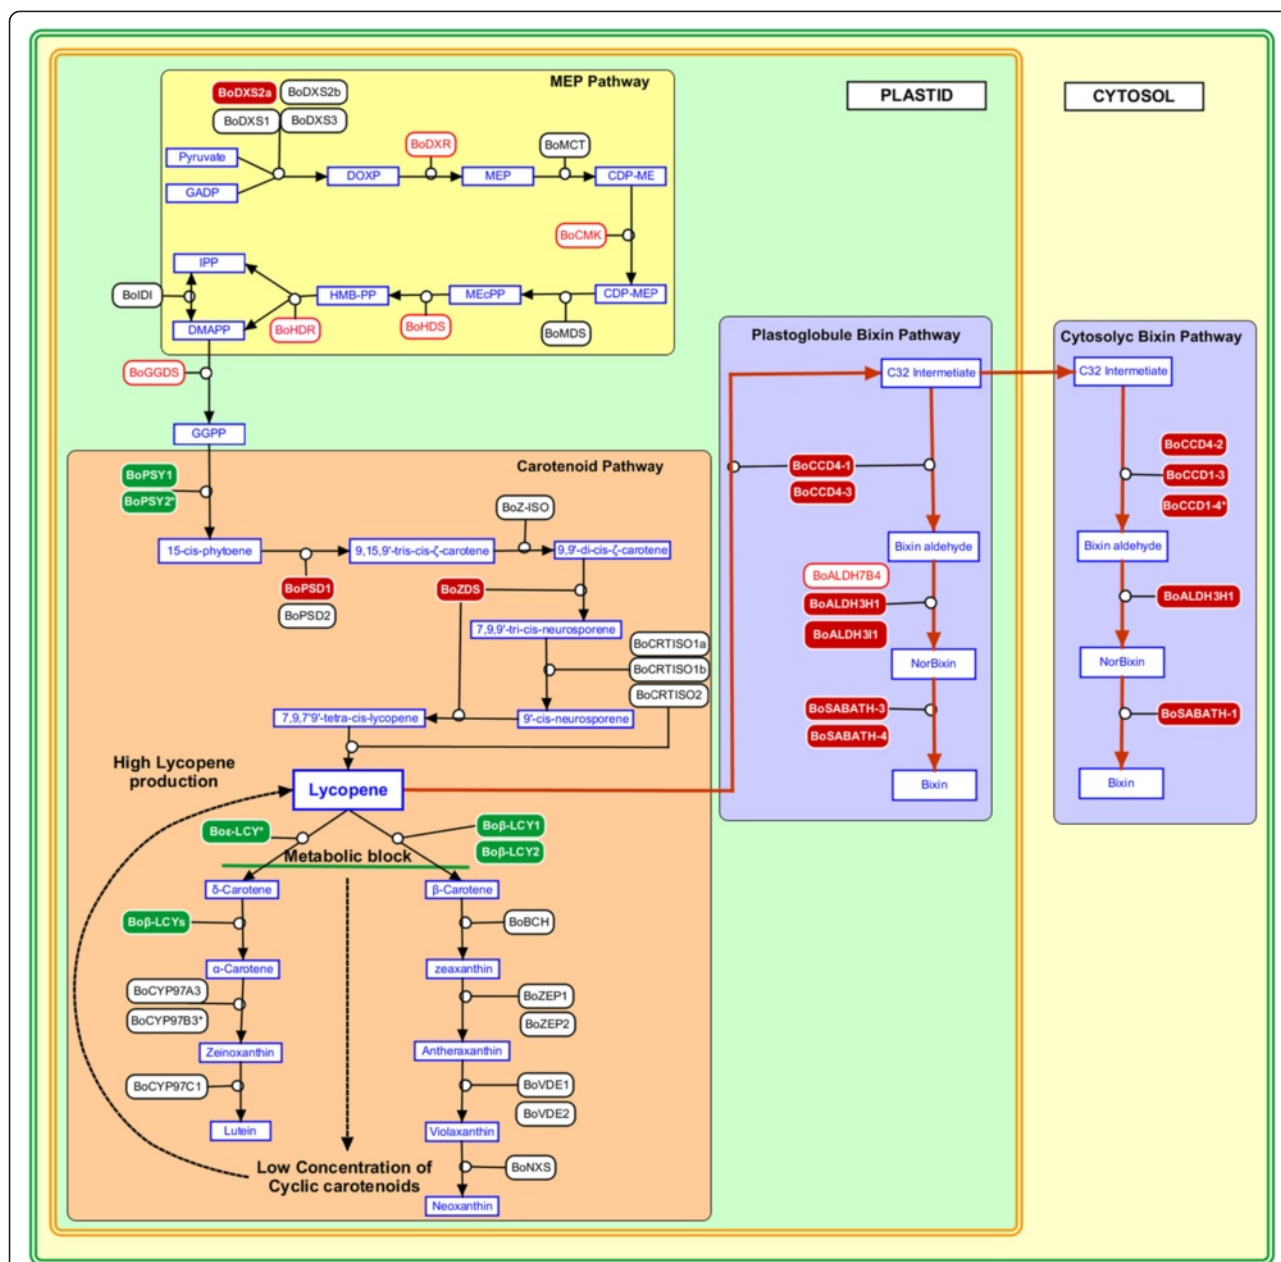 MEP Pathway
PLASTID
CYTOSOL
BoDXS2a
BoDXS2b
BoDXS1
BoDXS3
BoDXR
BoMCT
Pyruvate
GADP
DOXP
MEP
CDP-ME
BoCMK
IPP
BoIDI
DMAPP
HMB-PP
MEcPP
CDP-MEP
BoHDR
BoHDS
BoMDS
BoGGDS
GGPP
Plastoglobule Bixin Pathway
C32 Intermetiate
BoCCD4-1
BoCCD4-3
Bixin aldehyde
BoALDH7B4
BoALDH3H1
BoALDH3I1
NorBixin
BoSABATH-3
BoSABATH-4
Bixin
Cytosolyc Bixin Pathway
C32 Intermetiate
BoCCD4-2
BoCCD1-3
BoCCD1-4*
Bixin aldehyde
BoALDH3H1
NorBixin
BoSABATH-1
Bixin
Carotenoid Pathway
BoPSY1
BoPSY2*
BoZ-ISO
15-cis-phytoene
9,15,9'-tris-cis-ζ-carotene
9,9'-di-cis-ζ-carotene
BoPSD1
BoPSD2
BoZDS
7,9,9'-tri-cis-neurosporene
BoCRTISO1a
BoCRTISO1b
BoCRTISO2
7,9,7'9'-tetra-cis-lycopene
9'-cis-neurosporene
High Lycopene
production
Lycopene
Boε-LCY*
Boβ-LCY1
Boβ-LCY2
Metabolic block
δ-Carotene
β-Carotene
Boβ-LCYs
BoBCH
α-Carotene
zeaxanthin
BoCYP97A3
BoCYP97B3*
BoZEP1
BoZEP2
Zeinoxanthin
Antheraxanthin
BoCYP97C1
BoVDE1
BoVDE2
Lutein
Violaxanthin
Low Concentration of
Cyclic carotenoids
BoNXS
Neoxanthin